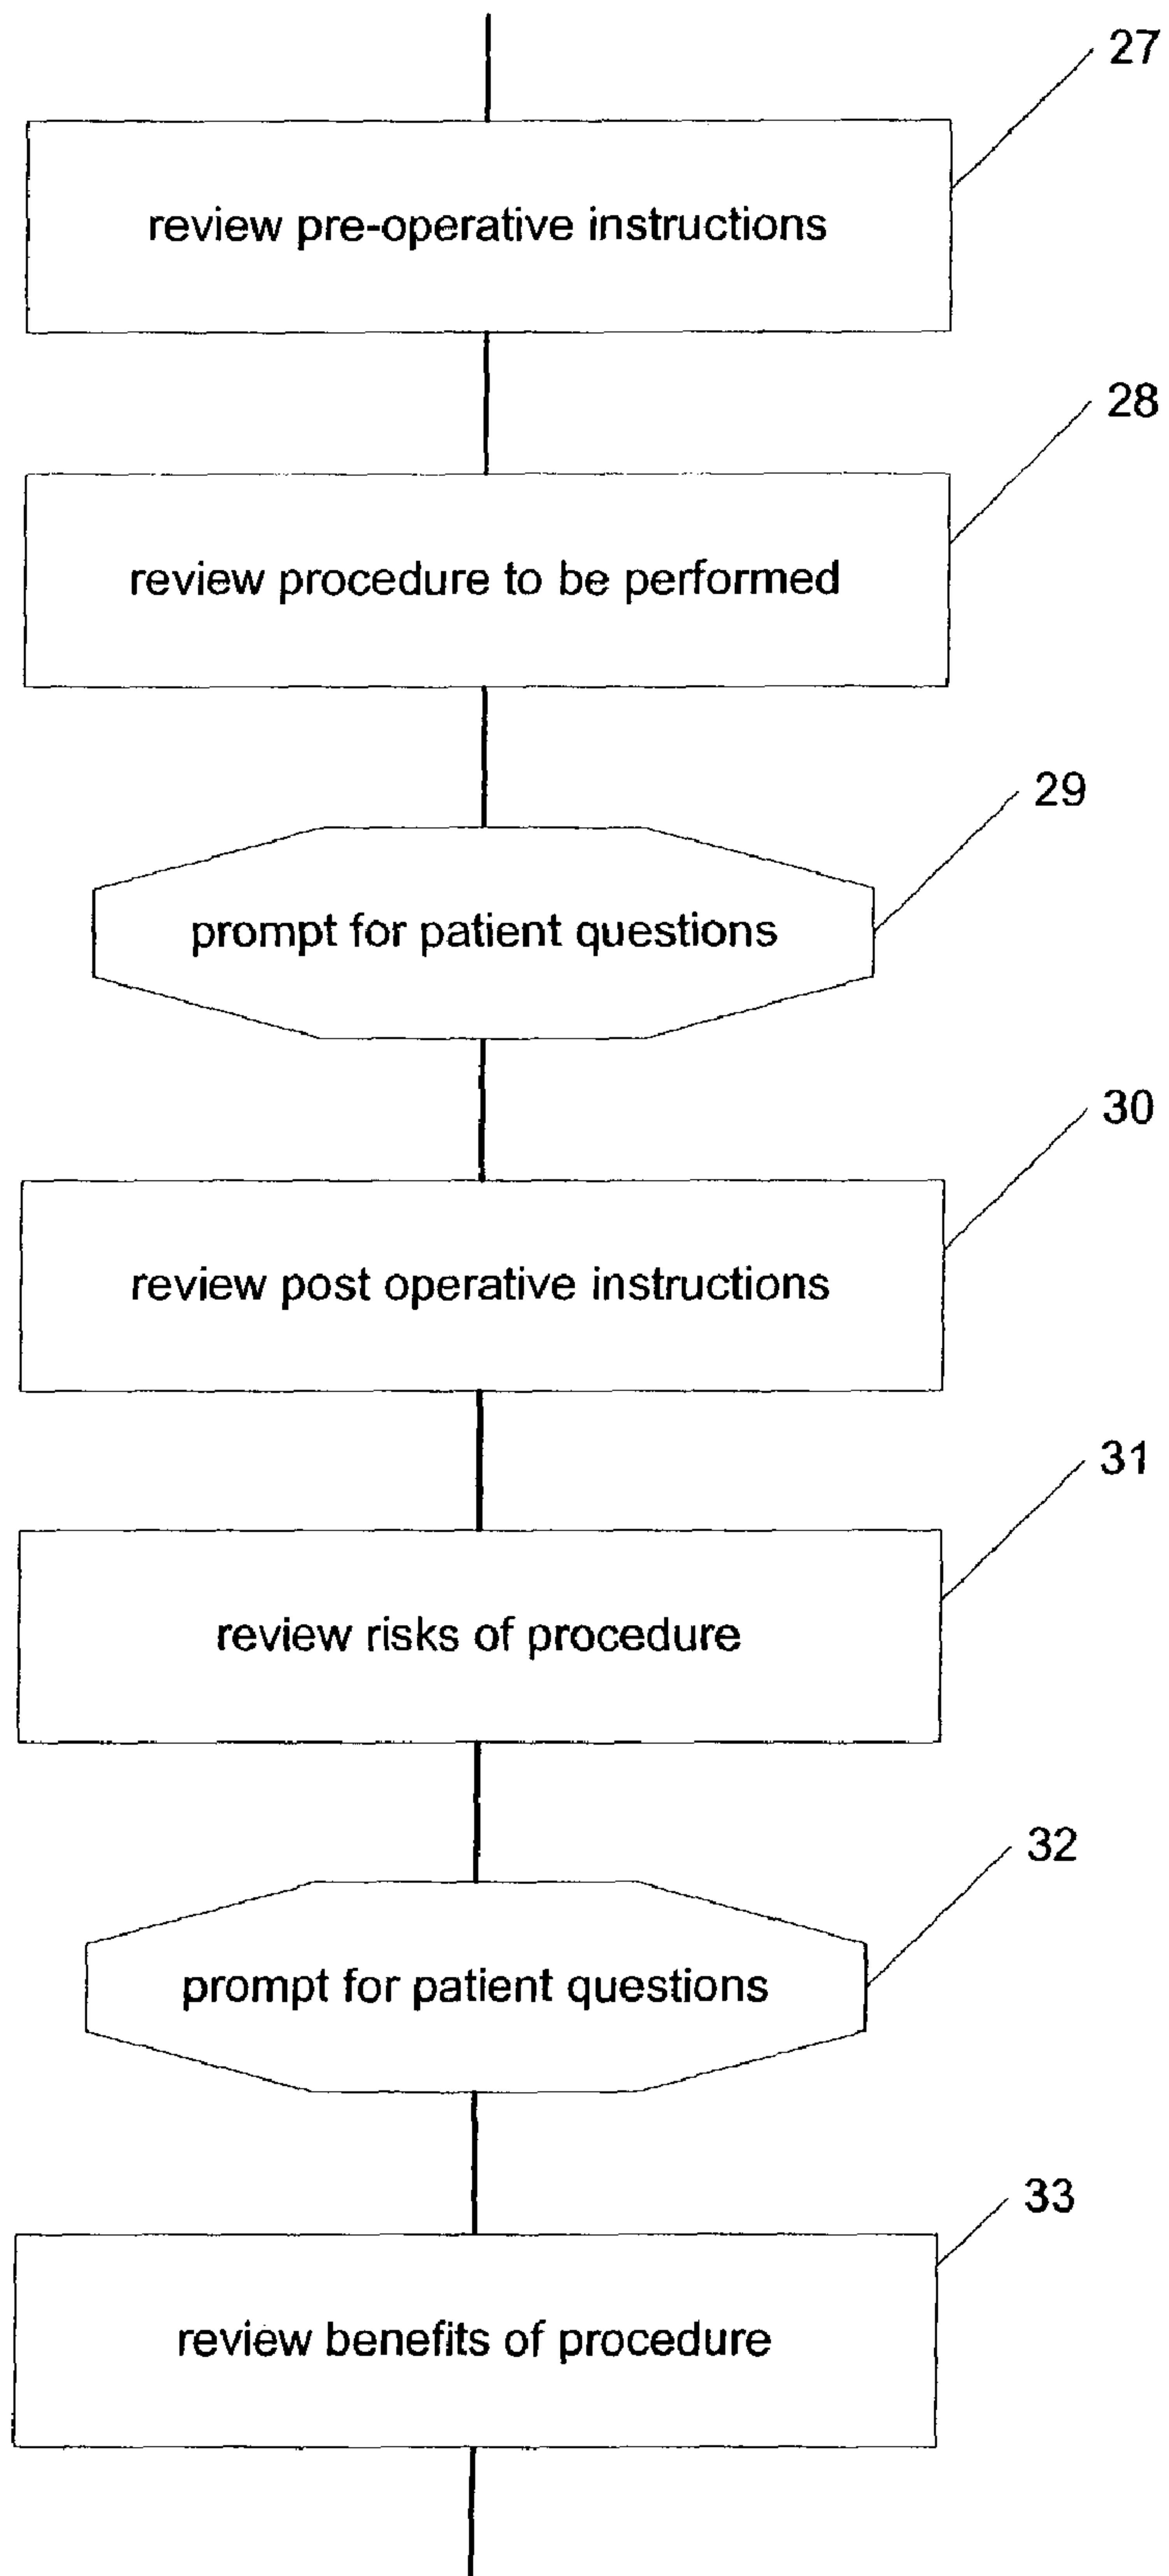 27
review pre-operative instructions
28
review procedure to be performed
29
prompt for patient questions
30
review post operative instructions
31
review risks of procedure
32
prompt for patient questions
33
review benefits of procedure